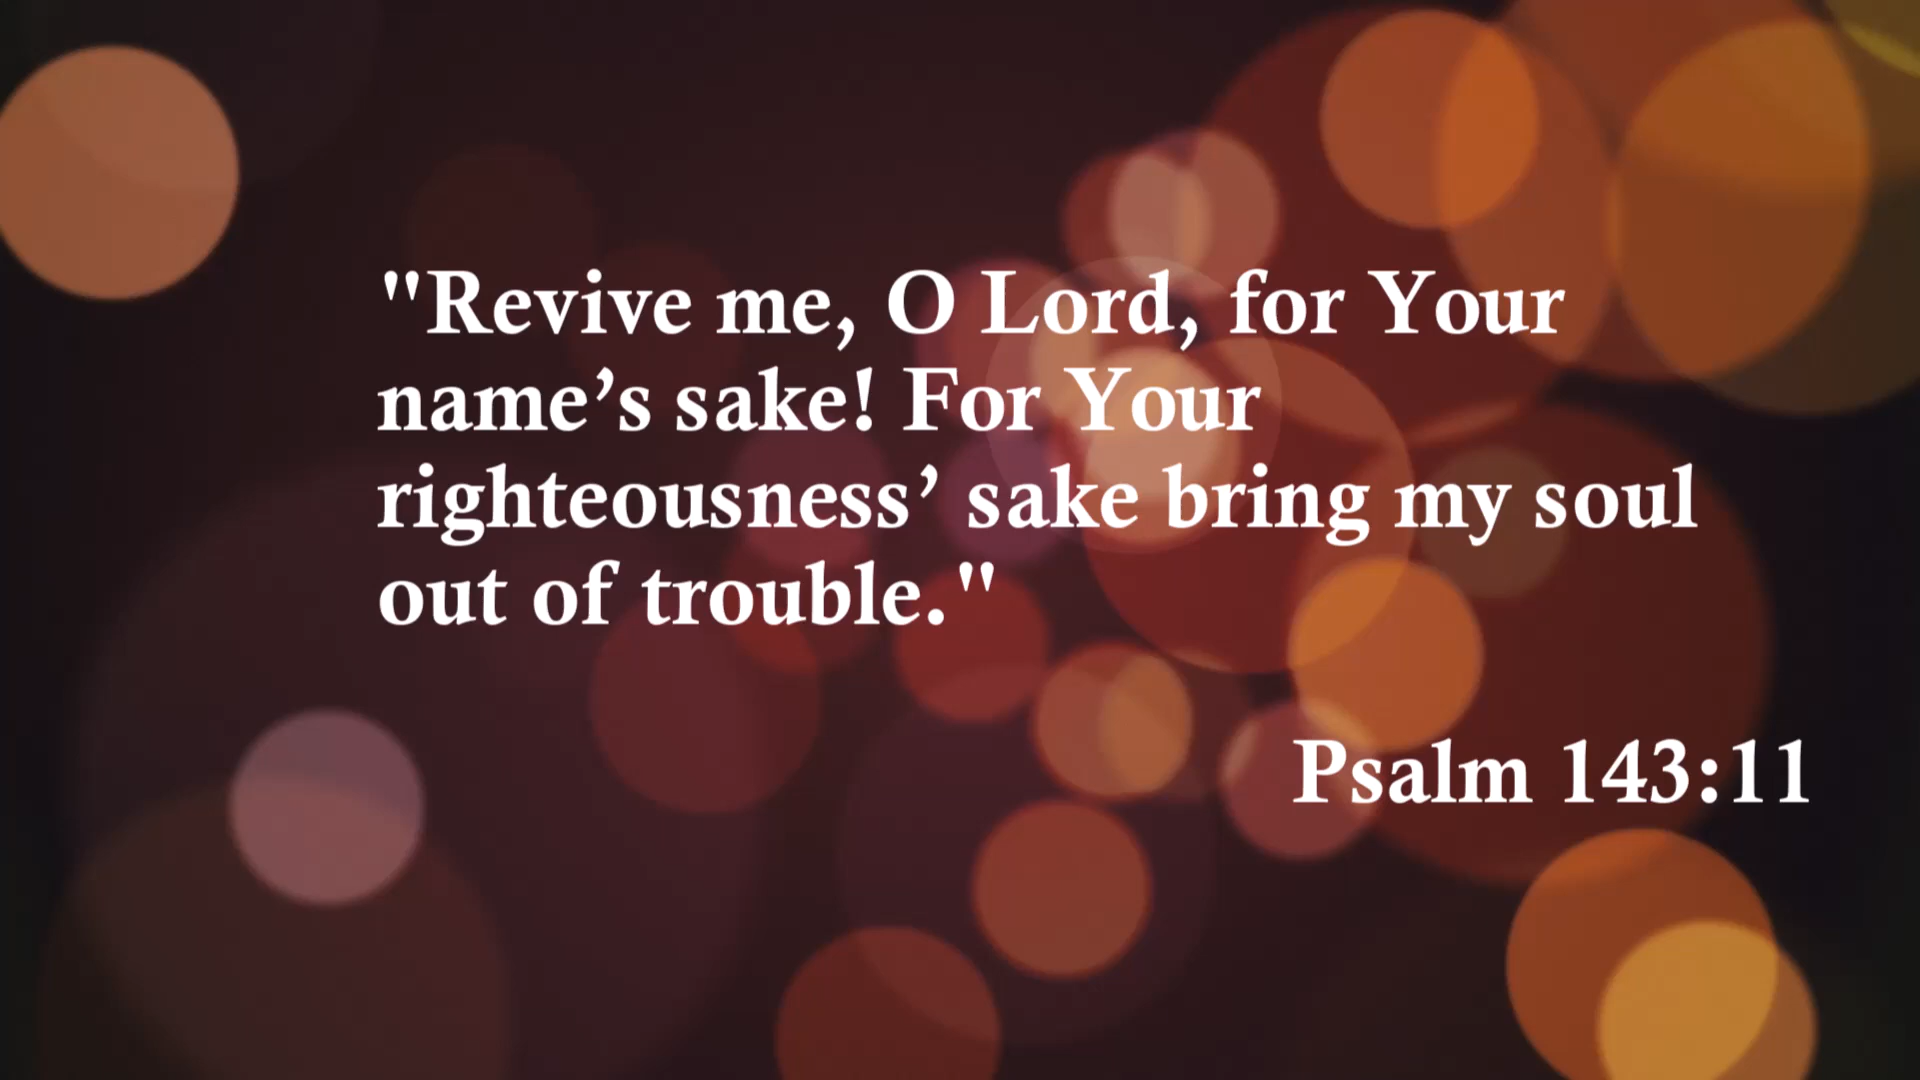 "Revive me, O Lord, for Your
name’s sake! For Your
righteousness’ sake bring my soul
out of trouble."
Psalm 143:11